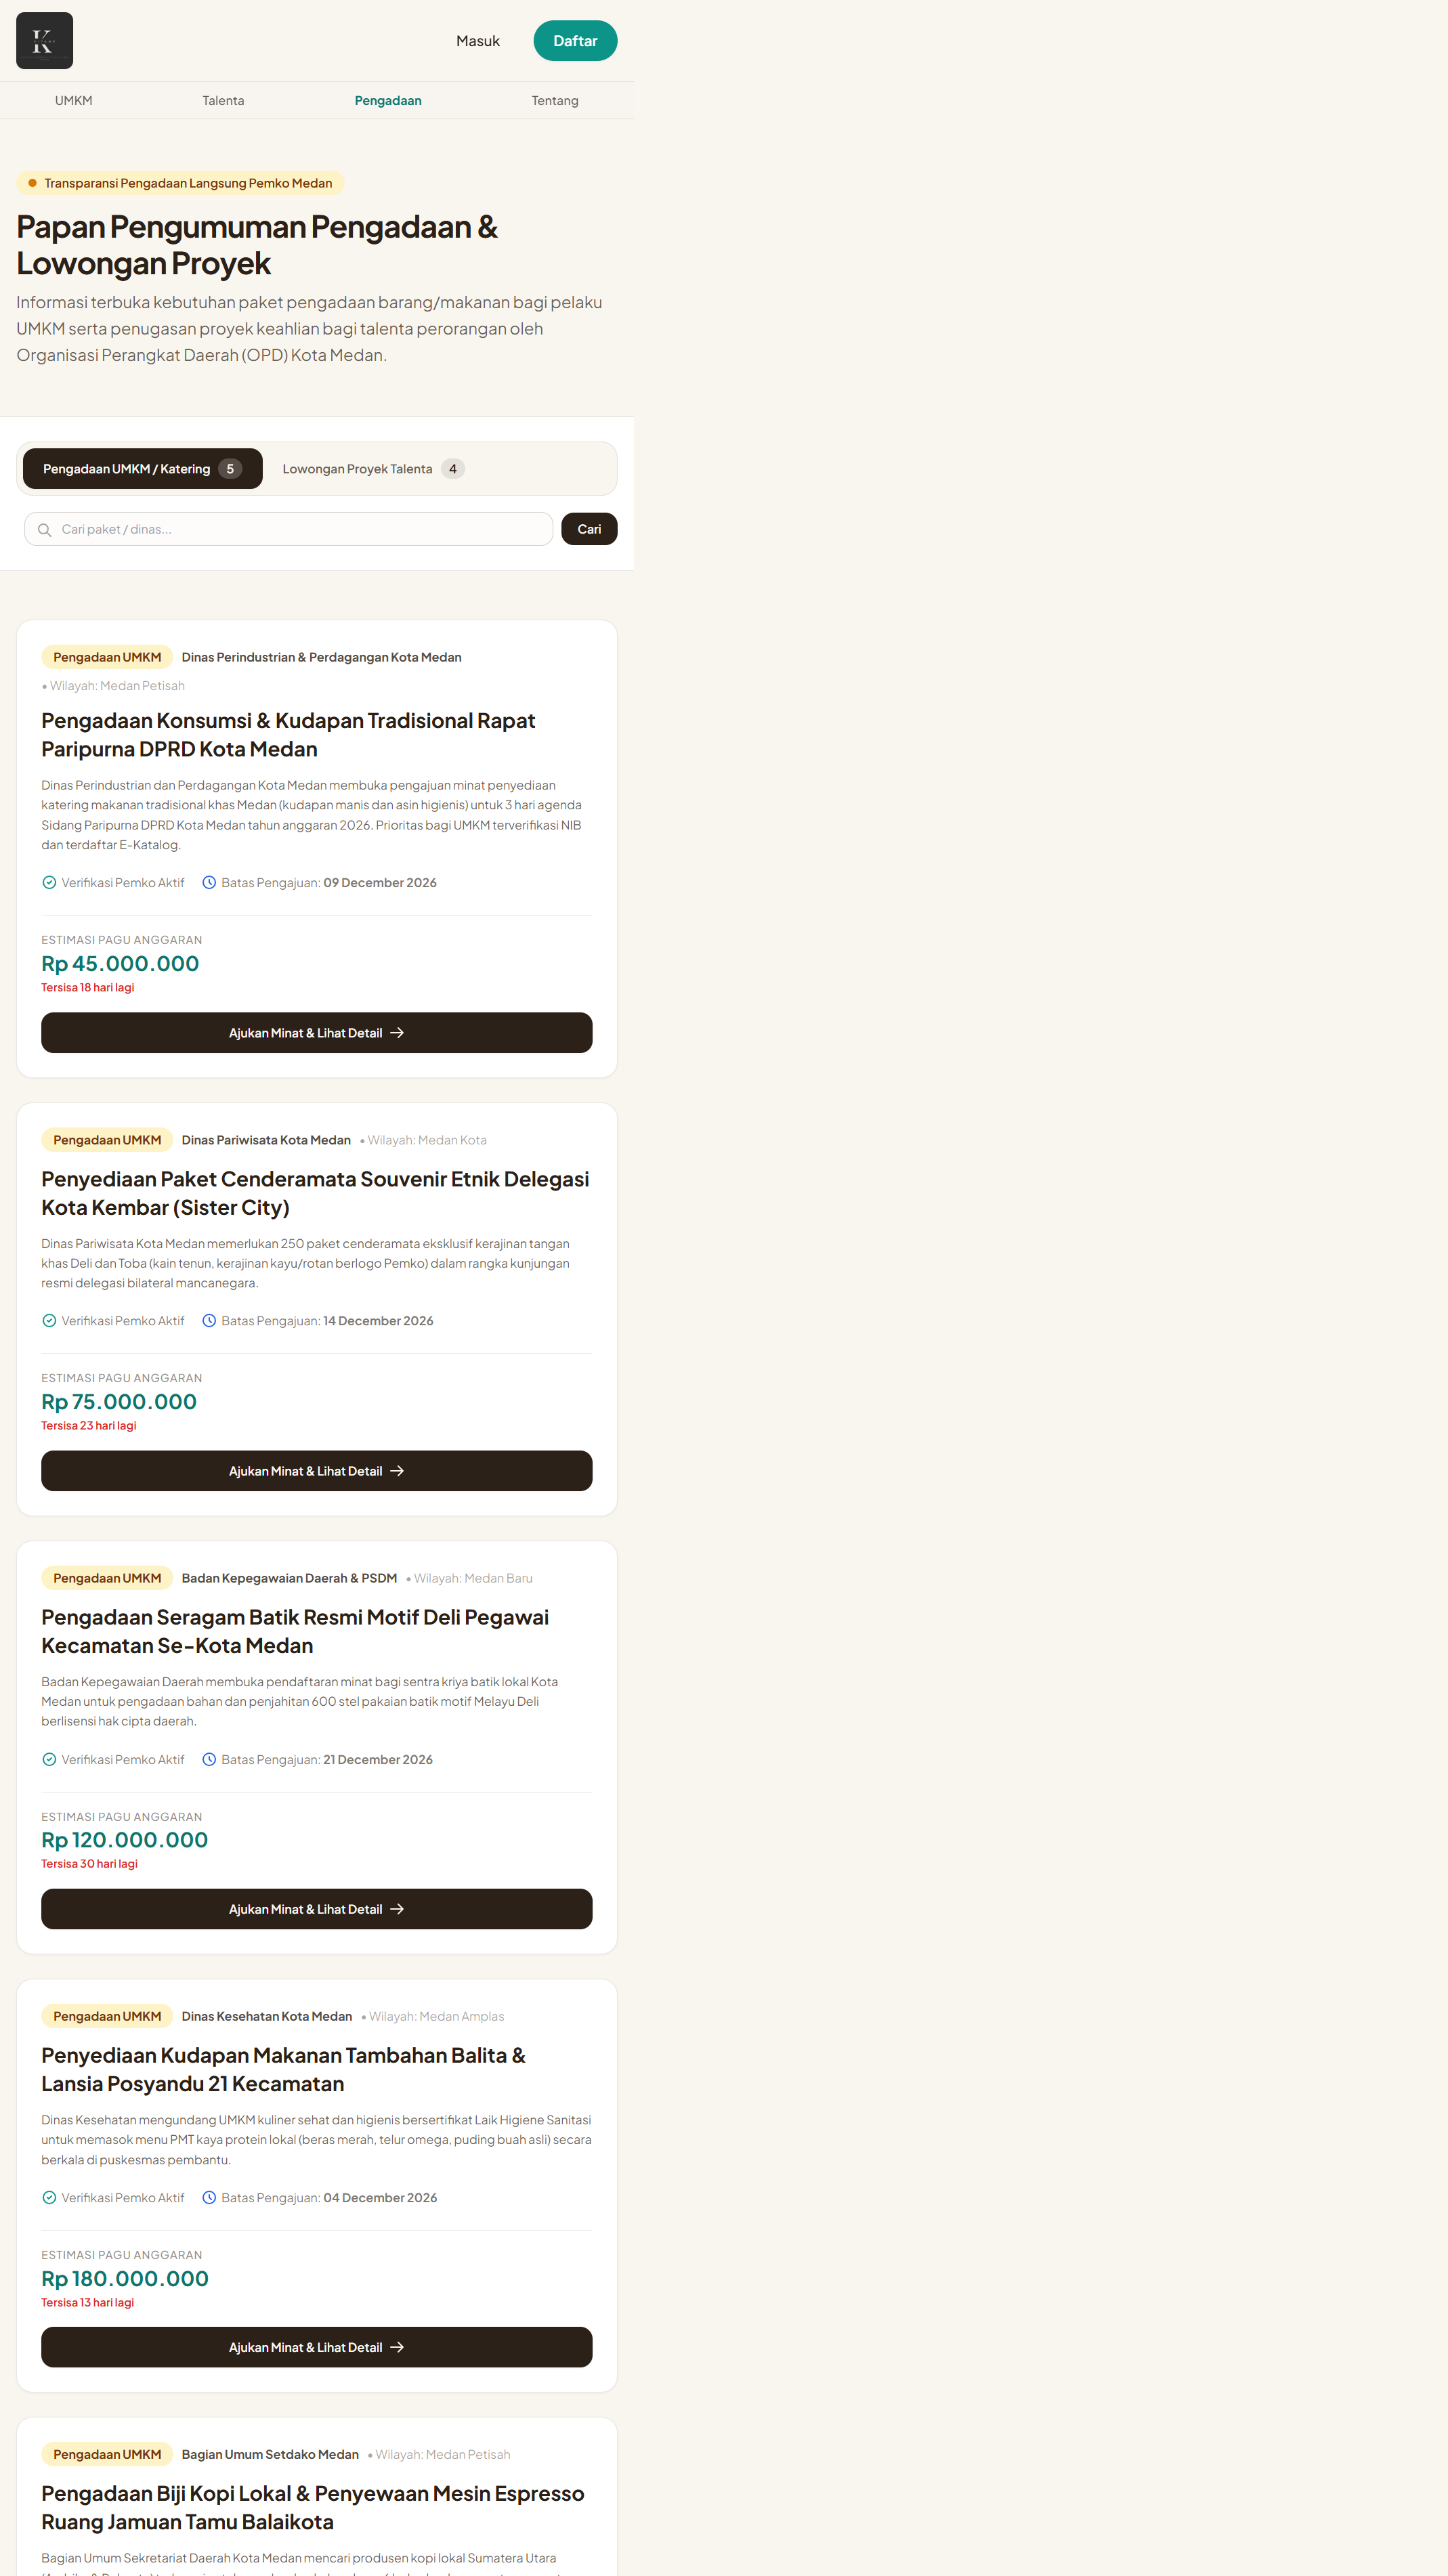 K
Masuk
Daftar
UMKM
Talenta
Pengadaan
Tentang
Transparansi Pengadaan Langsung Pemko Medan
Papan Pengumuman Pengadaan &
Lowongan Proyek
Informasi terbuka kebutuhan paket pengadaan barang/makanan bagi pelaku
UMKM serta penugasan proyek keahlian bagi talenta perorangan oleh
Organisasi Perangkat Daerah (OPD) Kota Medan.
Pengadaan UMKM / Katering 5
Lowongan Proyek Talenta 4
Cari paket / dinas...
Cari
Pengadaan UMKM Dinas Perindustrian & Perdagangan Kota Medan
• Wilayah: Medan Petisah
Pengadaan Konsumsi & Kudapan Tradisional Rapat
Paripurna DPRD Kota Medan
Dinas Perindustrian dan Perdagangan Kota Medan membuka pengajuan minat penyediaan
katering makanan tradisional khas Medan (kudapan manis dan asin higienis) untuk 3 hari agenda
Sidang Paripurna DPRD Kota Medan tahun anggaran 2026. Prioritas bagi UMKM terverifikasi NIB
dan terdaftar E-Katalog.
Verifikasi Pemko Aktif Batas Pengajuan: 09 December 2026
ESTIMASI PAGU ANGGARAN
Rp 45.000.000
Tersisa 18 hari lagi
Ajukan Minat & Lihat Detail →
Pengadaan UMKM Dinas Pariwisata Kota Medan • Wilayah: Medan Kota
Penyediaan Paket Cenderamata Souvenir Etnik Delegasi
Kota Kembar (Sister City)
Dinas Pariwisata Kota Medan memerlukan 250 paket cenderamata eksklusif kerajinan tangan
khas Deli dan Toba (kain tenun, kerajinan kayu/rotan berlogo Pemko) dalam rangka kunjungan
resmi delegasi bilateral mancanegara.
Verifikasi Pemko Aktif Batas Pengajuan: 14 December 2026
ESTIMASI PAGU ANGGARAN
Rp 75.000.000
Tersisa 23 hari lagi
Ajukan Minat & Lihat Detail →
Pengadaan UMKM Badan Kepegawaian Daerah & PSDM • Wilayah: Medan Baru
Pengadaan Seragam Batik Resmi Motif Deli Pegawai
Kecamatan Se-Kota Medan
Badan Kepegawaian Daerah membuka pendaftaran minat bagi sentra kriya batik lokal Kota
Medan untuk pengadaan bahan dan penjahitan 600 stel pakaian batik motif Melayu Deli
berlisensi hak cipta daerah.
Verifikasi Pemko Aktif Batas Pengajuan: 21 December 2026
ESTIMASI PAGU ANGGARAN
Rp 120.000.000
Tersisa 30 hari lagi
Ajukan Minat & Lihat Detail →
Pengadaan UMKM Dinas Kesehatan Kota Medan • Wilayah: Medan Amplas
Penyediaan Kudapan Makanan Tambahan Balita &
Lansia Posyandu 21 Kecamatan
Dinas Kesehatan mengundang UMKM kuliner sehat dan higienis bersertifikat Laik Higiene Sanitasi
untuk memasok menu PMT kaya protein lokal (beras merah, telur omega, puding buah asli) secara
berkala di puskesmas pembantu.
Verifikasi Pemko Aktif Batas Pengajuan: 04 December 2026
ESTIMASI PAGU ANGGARAN
Rp 180.000.000
Tersisa 13 hari lagi
Ajukan Minat & Lihat Detail →
Pengadaan UMKM Bagian Umum Setdako Medan • Wilayah: Medan Petisah
Pengadaan Biji Kopi Lokal & Penyewaan Mesin Espresso
Ruang Jamuan Tamu Balaikota
Bagian Umum Sekretariat Daerah Kota Medan mencari produsen kopi lokal Sumatera Utara